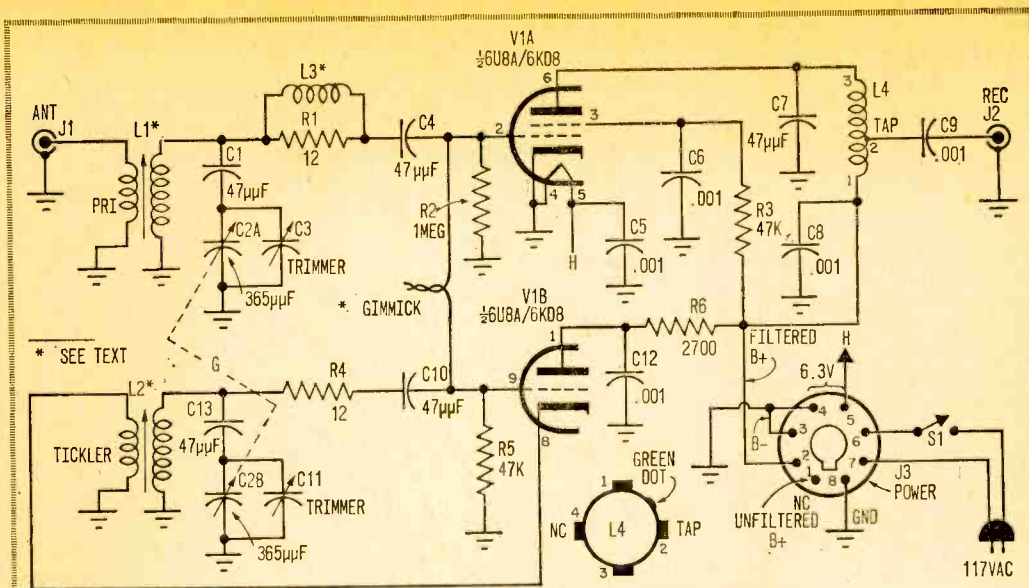 V1A
½6U8A/6KD8
ANT
J1
L1*
PRI
L3*
R1
12
C1
47µµF
C2A
365µµF
C3
TRIMMER
C4
47µµF
R2
1MEG
2
6
3
4
5
H
C5
.001
C6
.001
C7
47µµF
R3
47K
C8
.001
3
L4
TAP
2
1
C9
.001
REC
J2
* GIMMICK
* SEE TEXT
G
V1B
½6U8A/6KD8
1
9
8
L2*
TICKLER
C13
47µµF
C2B
365µµF
C11
TRIMMER
R4
12
C10
47µµF
R5
47K
C12
.001
R6
2700
FILTERED
B+
B-
6.3V
H
4
5
3
6
2
7
8
NC
UNFILTERED
B+
GND
J3
POWER
S1
117VAC
GREEN
DOT
1
4
NC
L4
TAP
2
3